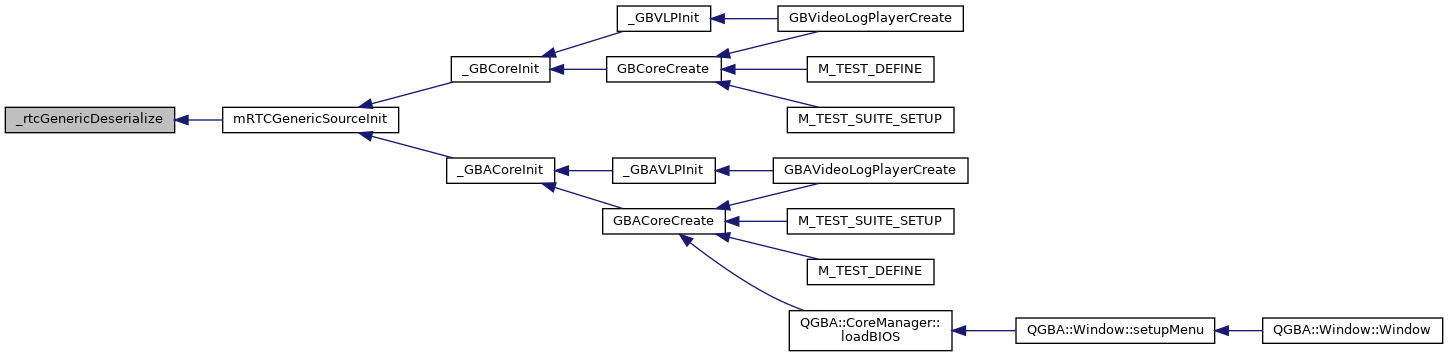 _GBVLPInit
GBVideoLogPlayerCreate
_GBCoreInit
GBCoreCreate
M_TEST_DEFINE
_rtcGenericDeserialize
mRTCGenericSourceInit
M_TEST_SUITE_SETUP
_GBACoreInit
_GBAVLPInit
GBAVideoLogPlayerCreate
GBACoreCreate
M_TEST_SUITE_SETUP
M_TEST_DEFINE
QGBA::CoreManager::
loadBIOS
QGBA::Window::setupMenu
QGBA::Window::Window